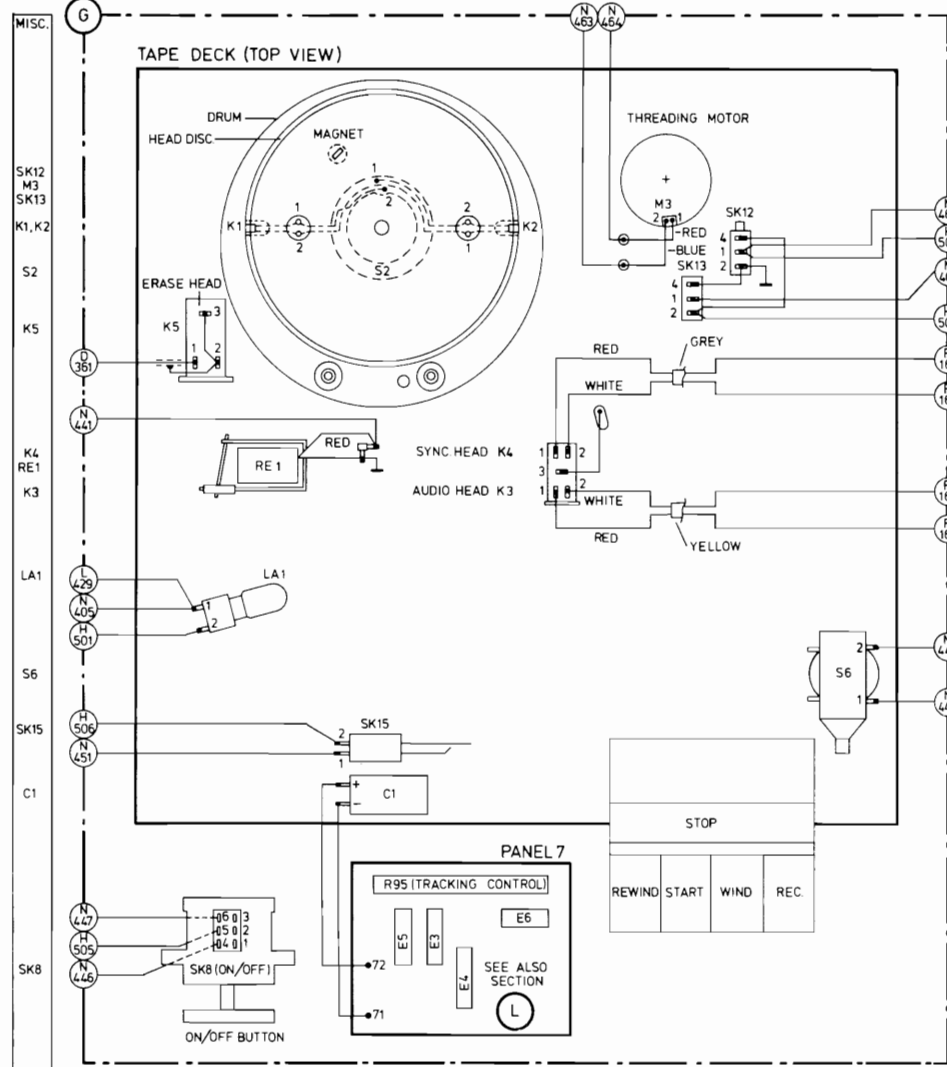 MISC.
G
N 463
N 464
TAPE DECK (TOP VIEW)
DRUM
HEAD DISC
MAGNET
THREADING MOTOR
SK12
M3
SK13
K1, K2
S2
K5
K4
RE1
K3
LA1
S6
SK15
C1
SK8
1
2
K1
1
2
S2
2
1
K2
M3
2 1
RED
BLUE
SK12
4
1
2
SK13
4
1
2
ERASE HEAD
K5
3
1 2
D 361
N 441
RED
RE 1
RED
GREY
WHITE
SYNC. HEAD K4
1 2
3
AUDIO HEAD K3
1 2
WHITE
RED
YELLOW
L 429
N 405
H 501
LA1
1
2
S6
2
1
H 506
N 451
SK15
2
1
+
−
C1
STOP
REWIND START WIND REC.
PANEL 7
R95 (TRACKING CONTROL)
E5
E3
E6
E4
72
71
SEE ALSO
SECTION
L
N 447
H 505
N 446
6 3
5 2
4 1
SK8 (ON/OFF)
ON/OFF BUTTON